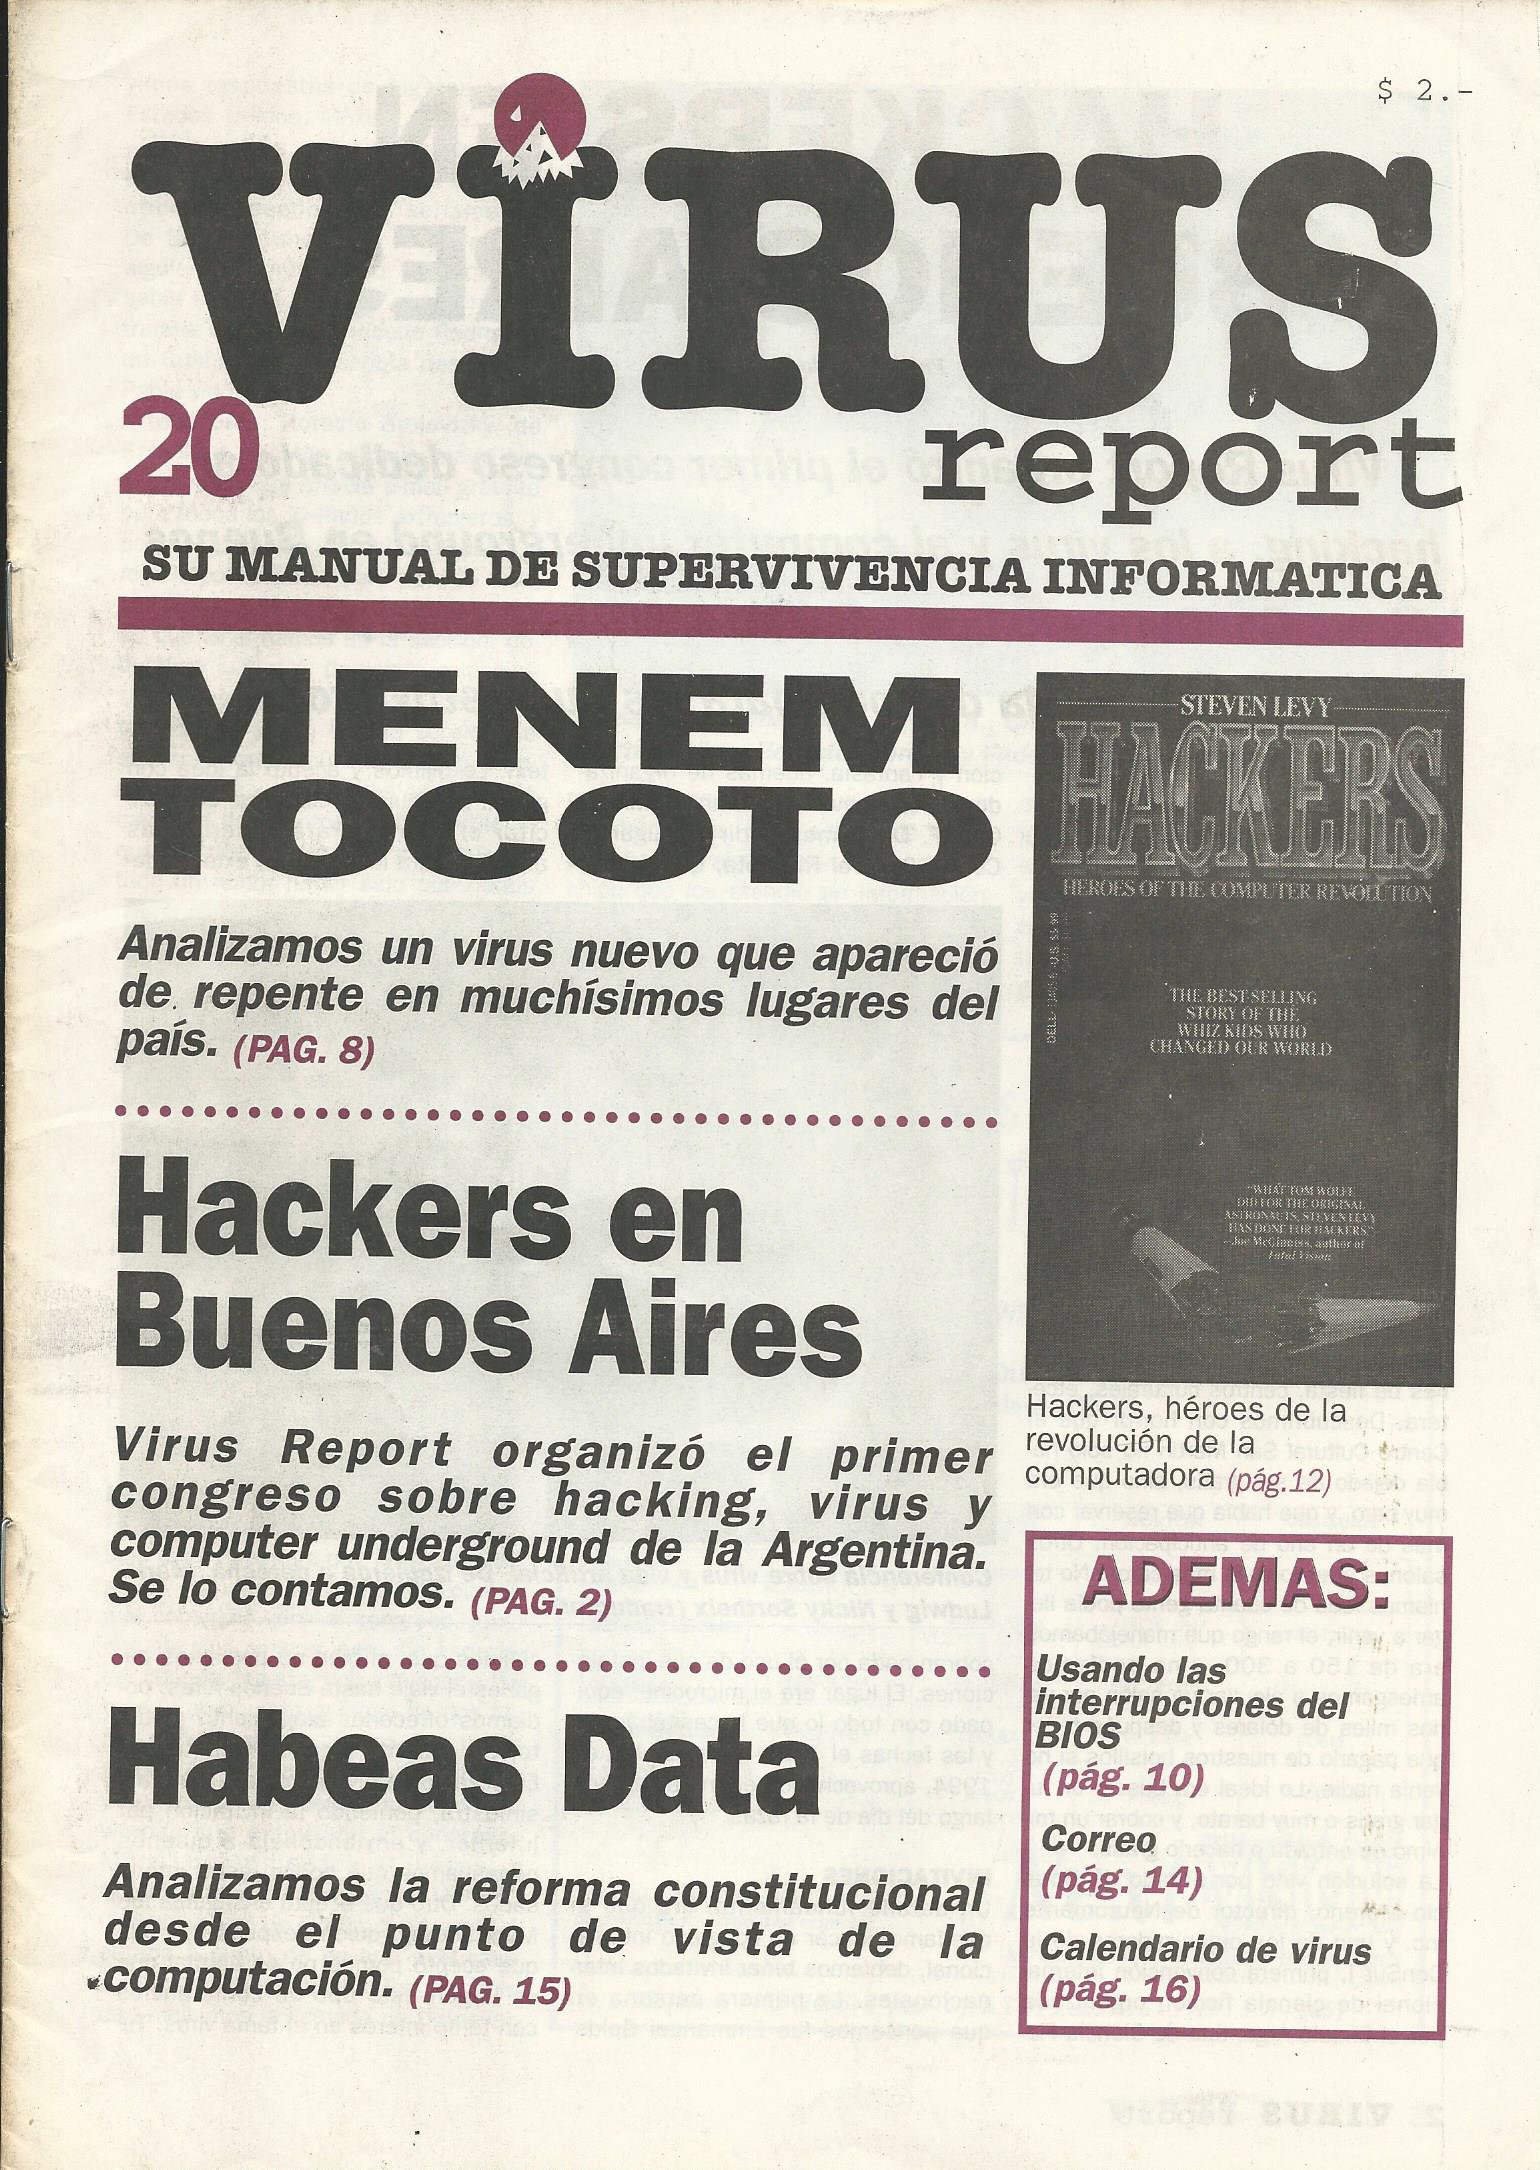 $ 2.-
VIRUS
20
report
SU MANUAL DE SUPERVIVENCIA INFORMATICA
MENEM
TOCOTO
Analizamos un virus nuevo que apareció
de repente en muchísimos lugares del
país. (PAG. 8)
Hackers en
Buenos Aires
Virus Report organizó el primer
congreso sobre hacking, virus y
computer underground de la Argentina.
Se lo contamos. (PAG. 2)
Habeas Data
Analizamos la reforma constitucional
desde el punto de vista de la
computación. (PAG. 15)
STEVEN LEVY
HACKERS
HEROES OF THE COMPUTER REVOLUTION
THE BEST-SELLING
STORY OF THE
WHIZ KIDS WHO
CHANGED OUR WORLD
"WHAT TOM WOLFE
DID FOR THE ORIGINAL
ASTRONAUTS, STEVEN LEVY
HAS DONE FOR HACKERS."
—Joe McGinniss, author of
Fatal Vision
Hackers, héroes de la
revolución de la
computadora (pág.12)
ADEMAS:
Usando las
interrupciones del
BIOS
(pág. 10)
Correo
(pág. 14)
Calendario de virus
(pág. 16)